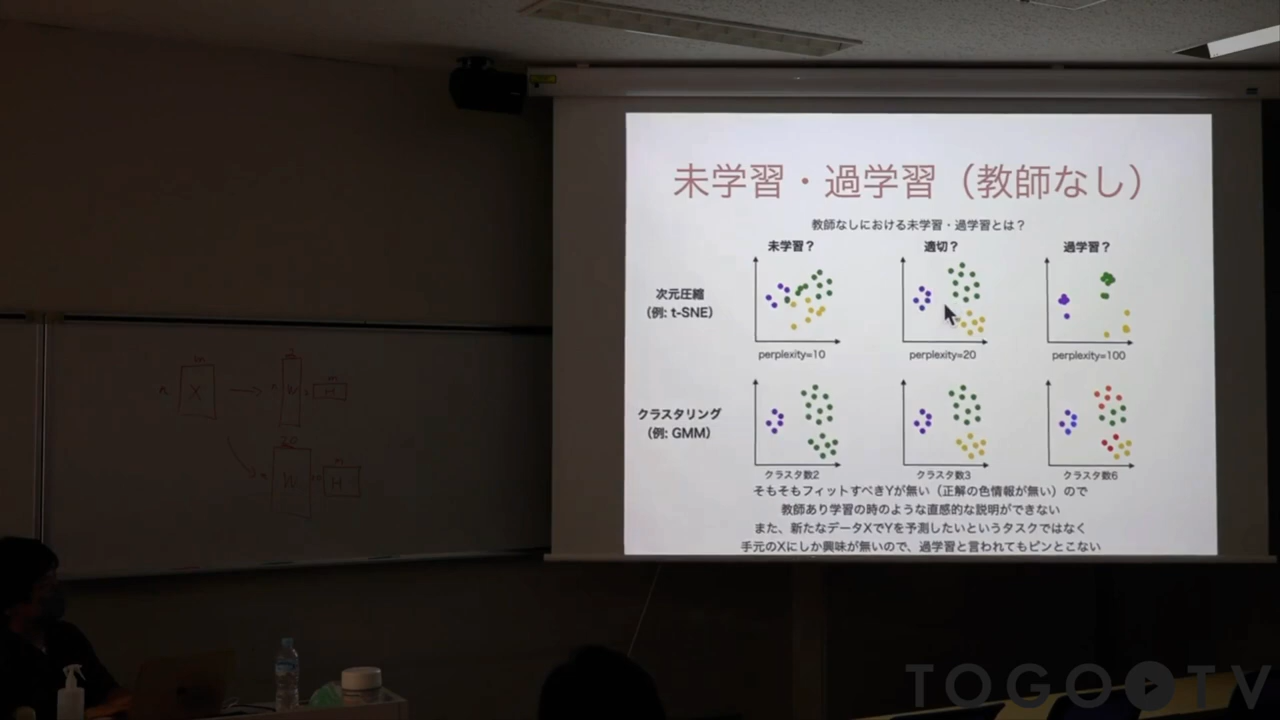 未学習・過学習（教師なし）
教師なしにおける未学習・過学習とは？
未学習？ 適切？ 過学習？
次元圧縮
（例: t-SNE）
perplexity=10 perplexity=20 perplexity=100
クラスタリング
（例: GMM）
クラスタ数2 クラスタ数3 クラスタ数6
そもそもフィットすべきYが無い（正解の色情報が無い）ので
教師あり学習の時のような直感的な説明ができない
また、新たなデータXでYを予測したいというタスクではなく
手元のXにしか興味が無いので、過学習と言われてもピンとこない
X
W
H
20
W
H
TOGO TV